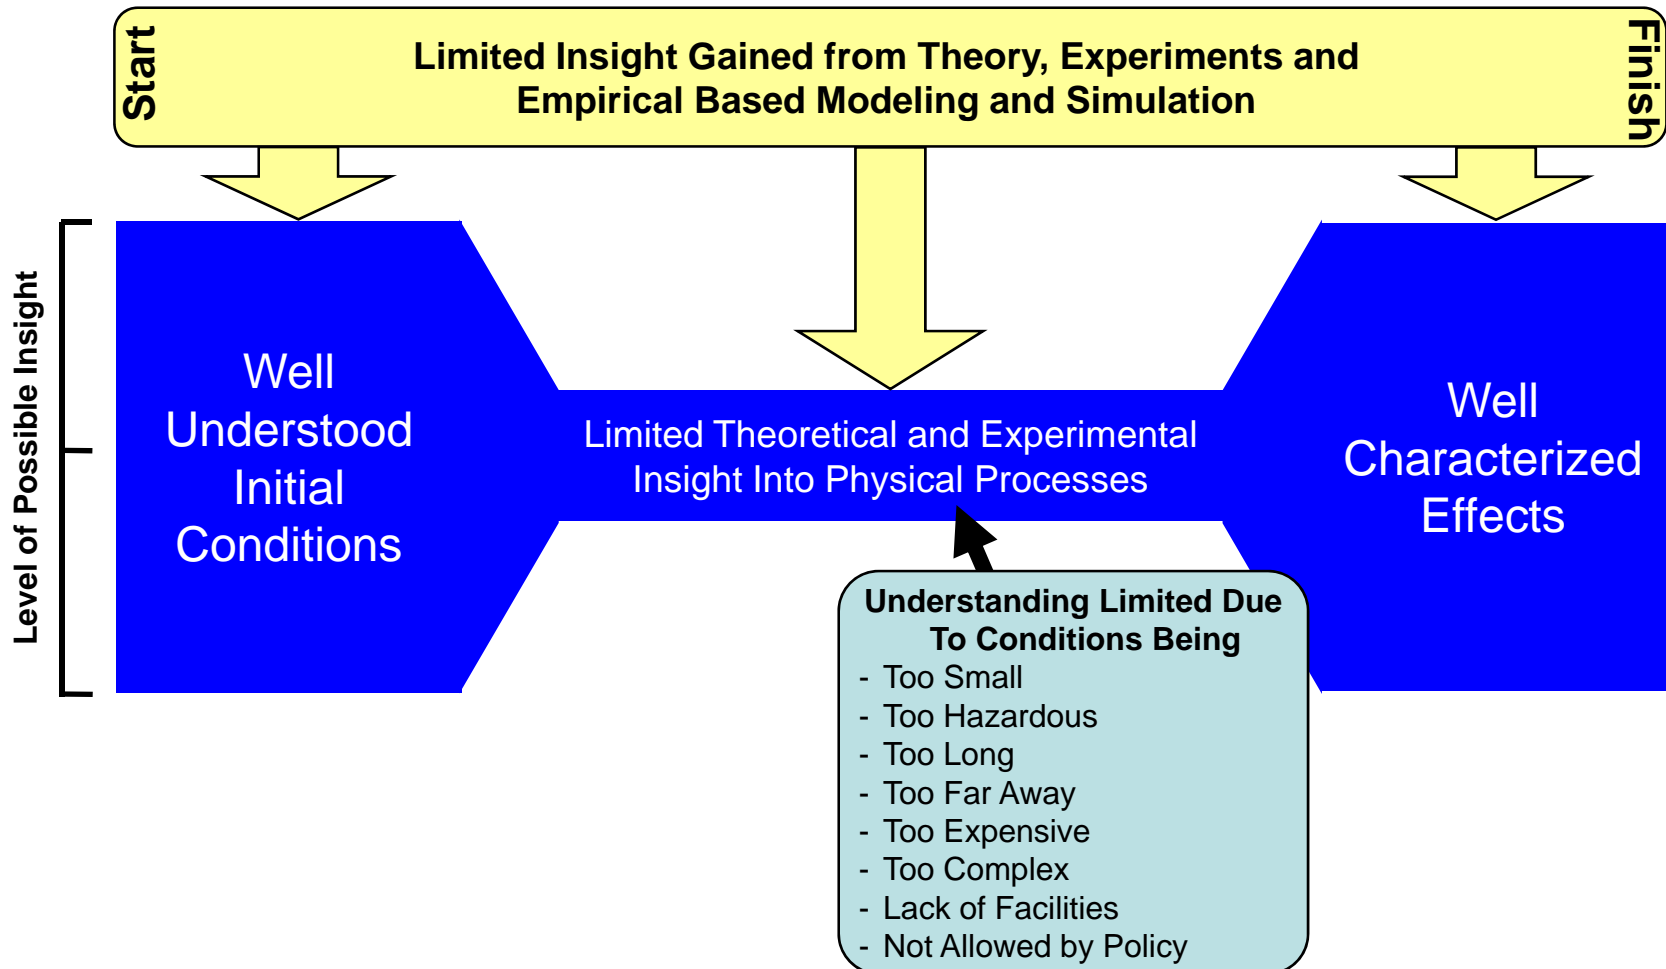 Start
Limited Insight Gained from Theory, Experiments and
Empirical Based Modeling and Simulation
Finish
Level of Possible Insight
Well
Understood
Initial
Conditions
Limited Theoretical and Experimental
Insight Into Physical Processes
Well
Characterized
Effects
Understanding Limited Due
To Conditions Being
- Too Small
- Too Hazardous
- Too Long
- Too Far Away
- Too Expensive
- Too Complex
- Lack of Facilities
- Not Allowed by Policy